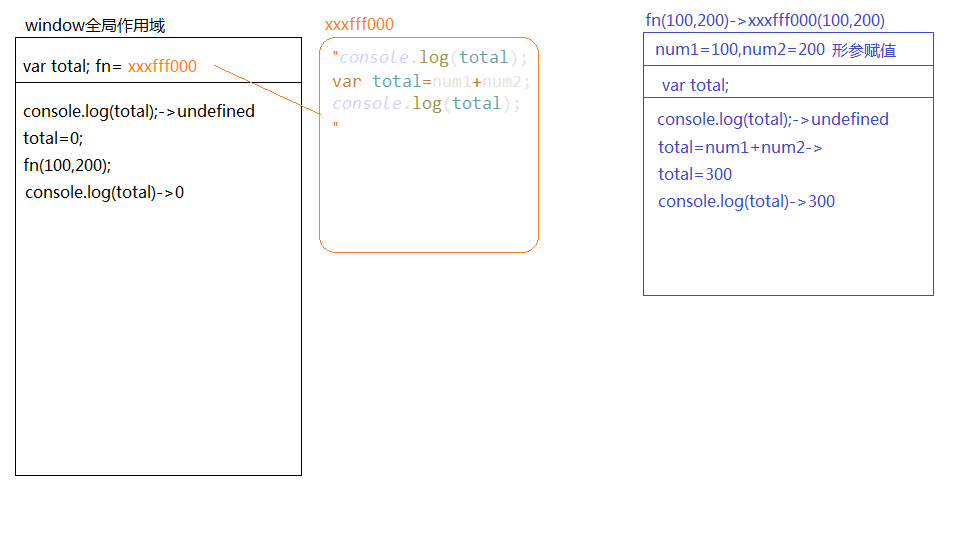 window全局作用域
var total; fn= xxxfff000
console.log(total);->undefined
total=0;
fn(100,200);
console.log(total)->0
xxxfff000
"console.log(total);
var total=num1+num2;
console.log(total);
"
fn(100,200)->xxxfff000(100,200)
num1=100,num2=200 形参赋值
var total;
console.log(total);->undefined
total=num1+num2->
total=300
console.log(total)->300